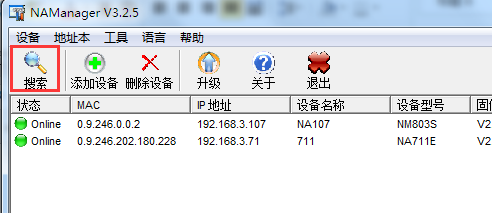 NAManager V3.2.5
设备 地址本 工具 语言 帮助
搜索 添加设备 删除设备 升级 关于 退出
状态 MAC IP 地址 设备名称 设备型号 固
Online 0.9.246.0.0.2 192.168.3.107 NA107 NM803S V2
Online 0.9.246.202.180.228 192.168.3.71 711 NA711E V2